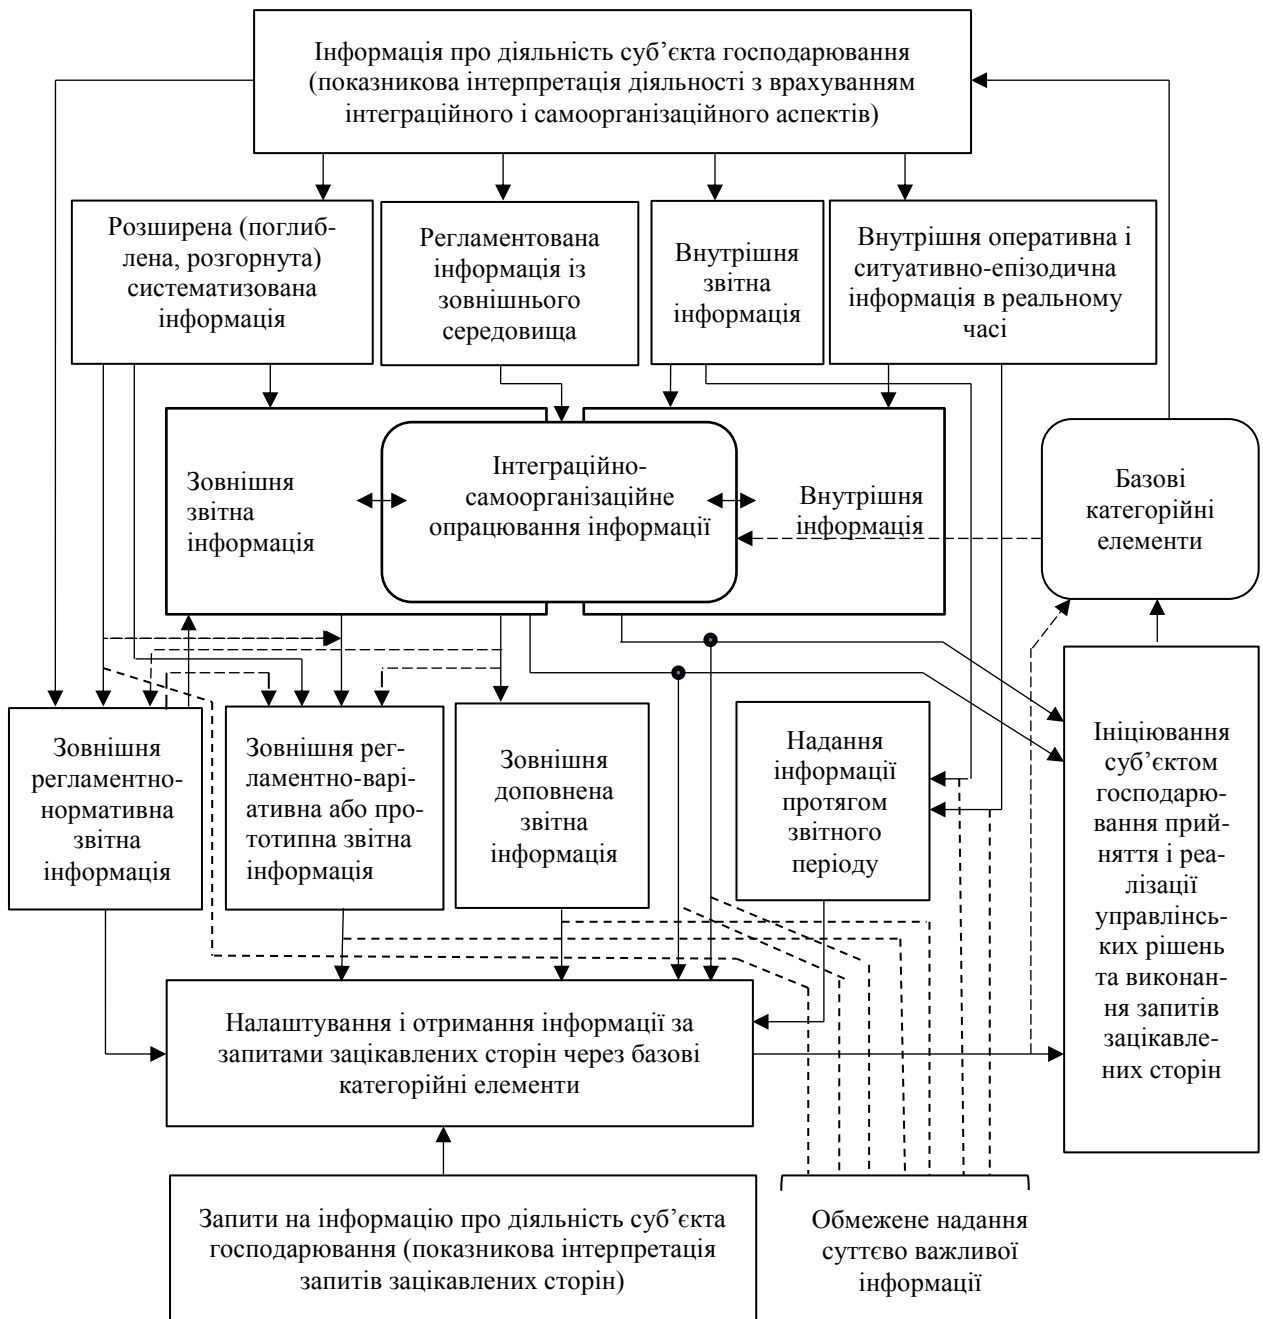 Інформація про діяльність суб’єкта господарювання
(показникова інтерпретація діяльності з врахуванням
інтеграційного і самоорганізаційного аспектів)
Розширена (поглиб-
лена, розгорнута)
систематизована
інформація
Регламентована
інформація із
зовнішнього
середовища
Внутрішня
звітна
інформація
Внутрішня оперативна і
ситуативно-епізодична
інформація в реальному
часі
Зовнішня
звітна
інформація
Інтеграційно-
самоорганізаційне
опрацювання інформації
Внутрішня
інформація
Базові
категорійні
елементи
Зовнішня
регламентно-
нормативна
звітна
інформація
Зовнішня рег-
ламентно-варі-
ативна або про-
тотипна звітна
інформація
Зовнішня
доповнена
звітна
інформація
Надання
інформації
протягом
звітного
періоду
Ініціювання
суб’єктом
господарю-
вання прий-
няття і реа-
лізації
управлінсь-
ких рішень
та виконан-
ня запитів
зацікавле-
них сторін
Налаштування і отримання інформації за
запитами зацікавлених сторін через базові
категорійні елементи
Запити на інформацію про діяльність суб’єкта
господарювання (показникова інтерпретація
запитів зацікавлених сторін)
Обмежене надання
суттєво важливої
інформації